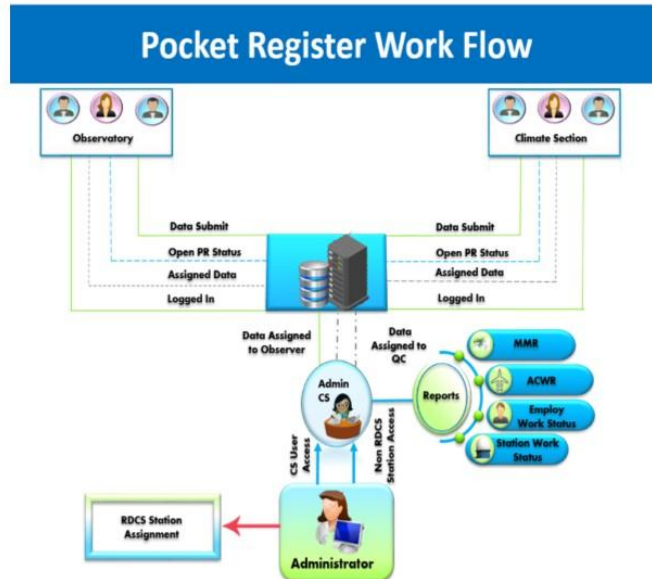 Pocket Register Work Flow
Observatory
Climate Section
Data Submit
Open PR Status
Assigned Data
Logged In
Data Submit
Open PR Status
Assigned Data
Logged In
Data Assigned
to Observer
Data
Assigned to
QC
Admin
CS
Reports
MMR
ACWR
Employ
Work Status
Station Work
Status
CS User
Access
Non RDCS
Station Access
RDCS Station
Assignment
Administrator